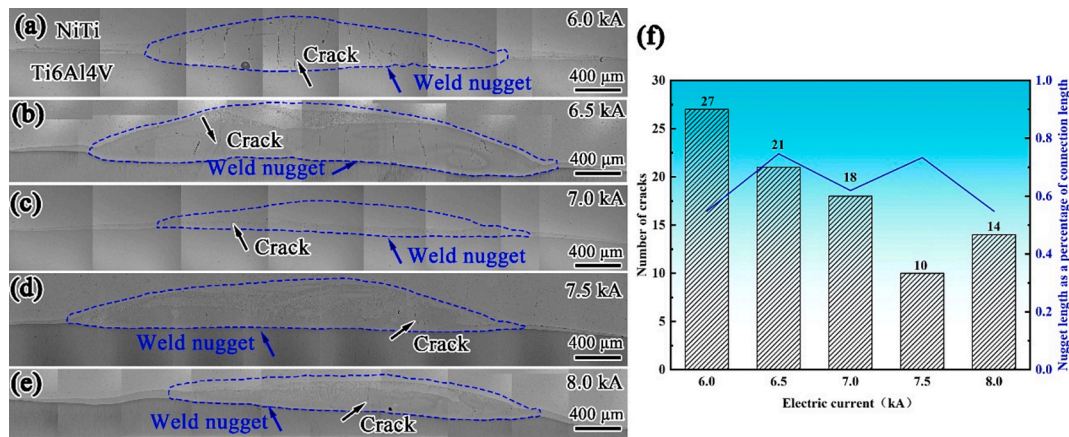 (a)
NiTi
6.0 kA
Crack
Ti6Al4V
Weld nugget
400 μm
(b)
6.5 kA
Crack
Weld nugget
400 μm
(c)
7.0 kA
Crack
Weld nugget
400 μm
(d)
7.5 kA
Weld nugget
Crack
400 μm
(e)
8.0 kA
Weld nugget
Crack
400 μm
(f)
Number of cracks
30
25
20
15
10
5
0
27
21
18
10
14
6.0 6.5 7.0 7.5 8.0
Electric current（kA）
1.0
0.8
0.6
0.4
0.2
0.0
Nugget length as a percentage of connection length